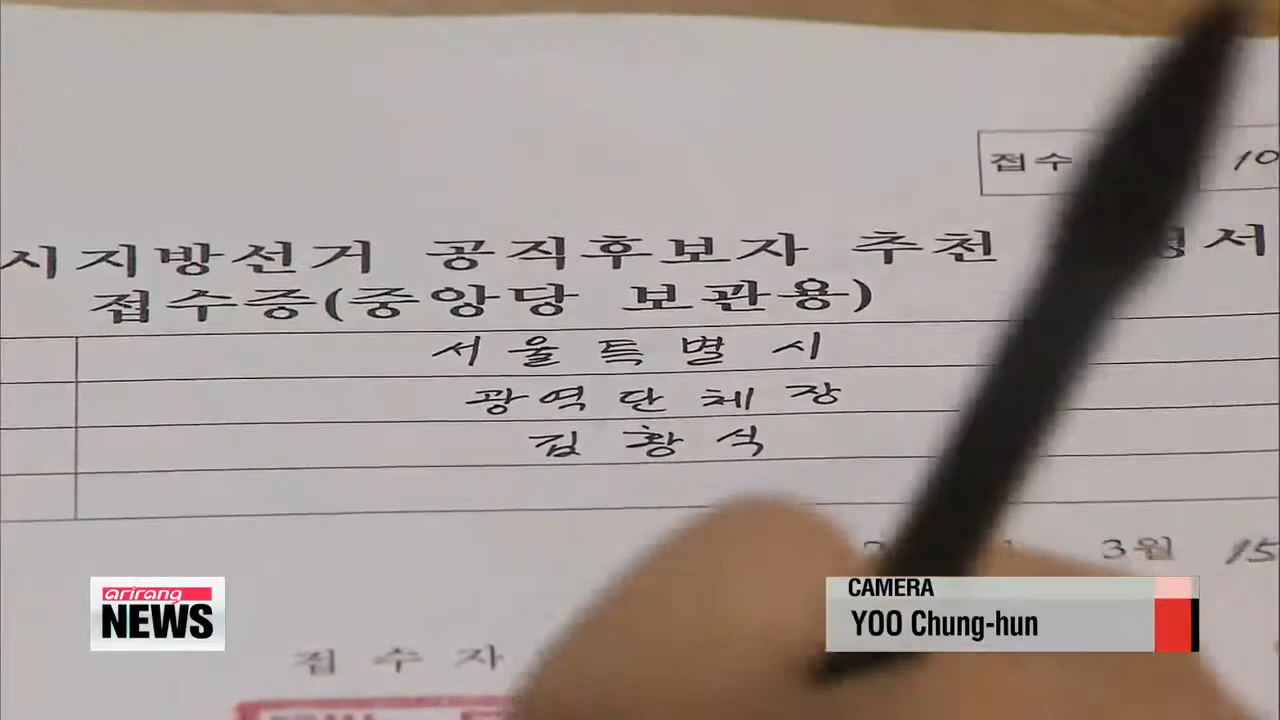 접수 10
시지방선거 공직후보자 추천 서
접수증(중앙당 보관용)
서울특별시
광역단체장
김황식
3월 15
접수자
arirang
NEWS
CAMERA
YOO Chung-hun